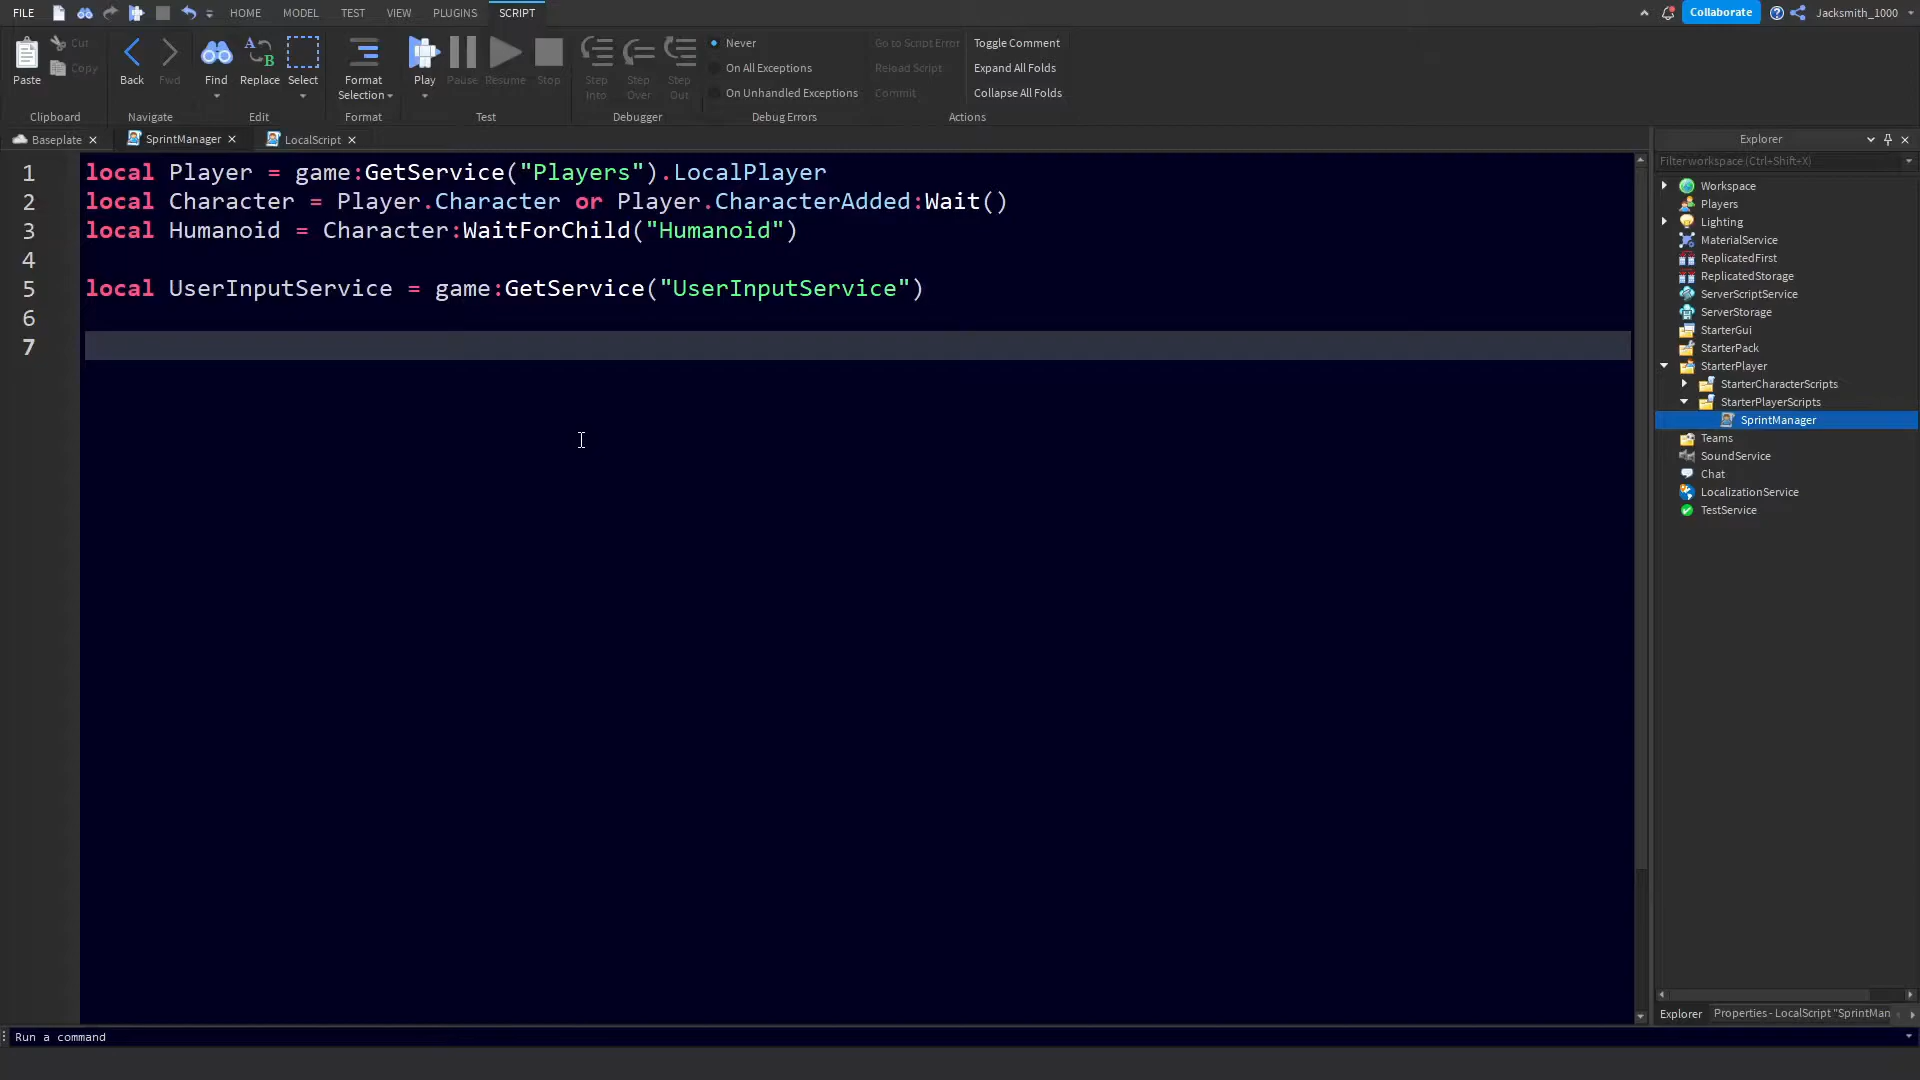 FILE HOME MODEL TEST VIEW PLUGINS SCRIPT Collaborate Jacksmith_1000
Paste Cut Copy Back Fwd Find Replace Select Format Selection Play Pause Resume Stop Step Into Step Over Step Out Never Go to Script Error Toggle Comment
On All Exceptions Reload Script Expand All Folds
On Unhandled Exceptions Commit Collapse All Folds
Clipboard Navigate Edit Format Test Debugger Debug Errors Actions
Baseplate SprintManager LocalScript Explorer
Filter workspace (Ctrl+Shift+X)
1 local Player = game:GetService("Players").LocalPlayer
2 local Character = Player.Character or Player.CharacterAdded:Wait()
3 local Humanoid = Character:WaitForChild("Humanoid")
4
5 local UserInputService = game:GetService("UserInputService")
6
7
Workspace
Players
Lighting
MaterialService
ReplicatedFirst
ReplicatedStorage
ServerScriptService
ServerStorage
StarterGui
StarterPack
StarterPlayer
StarterCharacterScripts
StarterPlayerScripts
SprintManager
Teams
SoundService
Chat
LocalizationService
TestService
Explorer Properties - LocalScript "SprintMan
Run a command